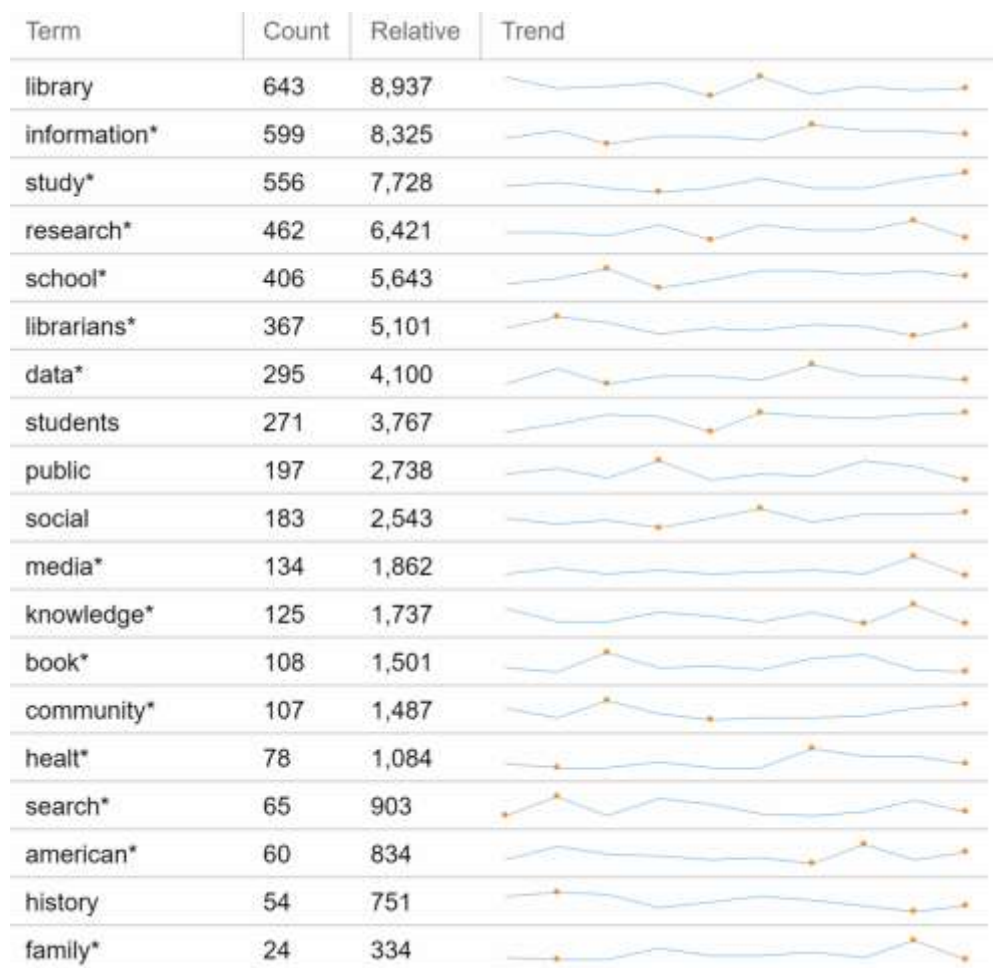 Term Count Relative Trend
library 643 8,937
information* 599 8,325
study* 556 7,728
research* 462 6,421
school* 406 5,643
librarians* 367 5,101
data* 295 4,100
students 271 3,767
public 197 2,738
social 183 2,543
media* 134 1,862
knowledge* 125 1,737
book* 108 1,501
community* 107 1,487
healt* 78 1,084
search* 65 903
american* 60 834
history 54 751
family* 24 334